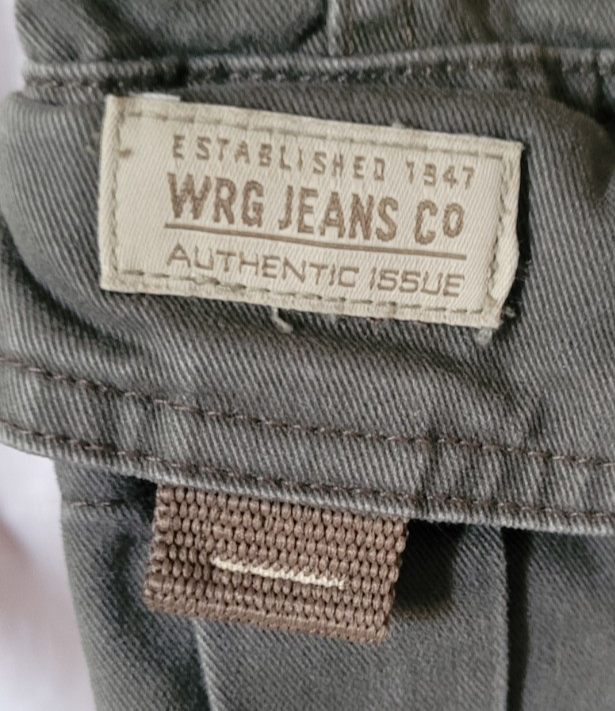 ESTABLISHED 1947
WRG JEANS CO
AUTHENTIC ISSUE